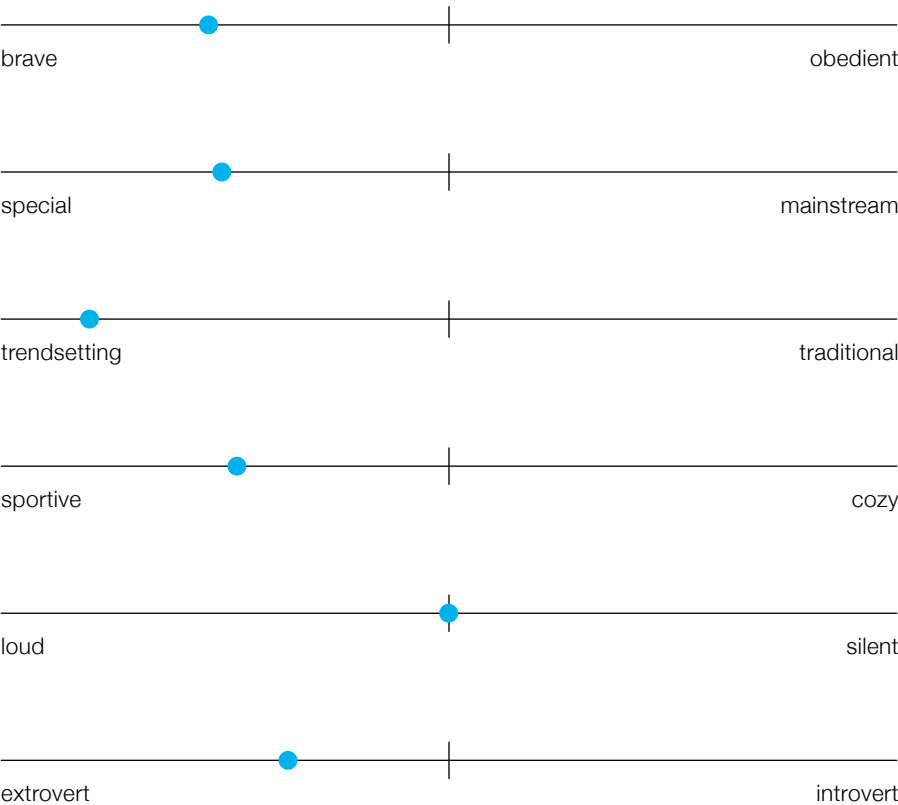 brave obedient
special mainstream
trendsetting traditional
sportive cozy
loud silent
extrovert introvert